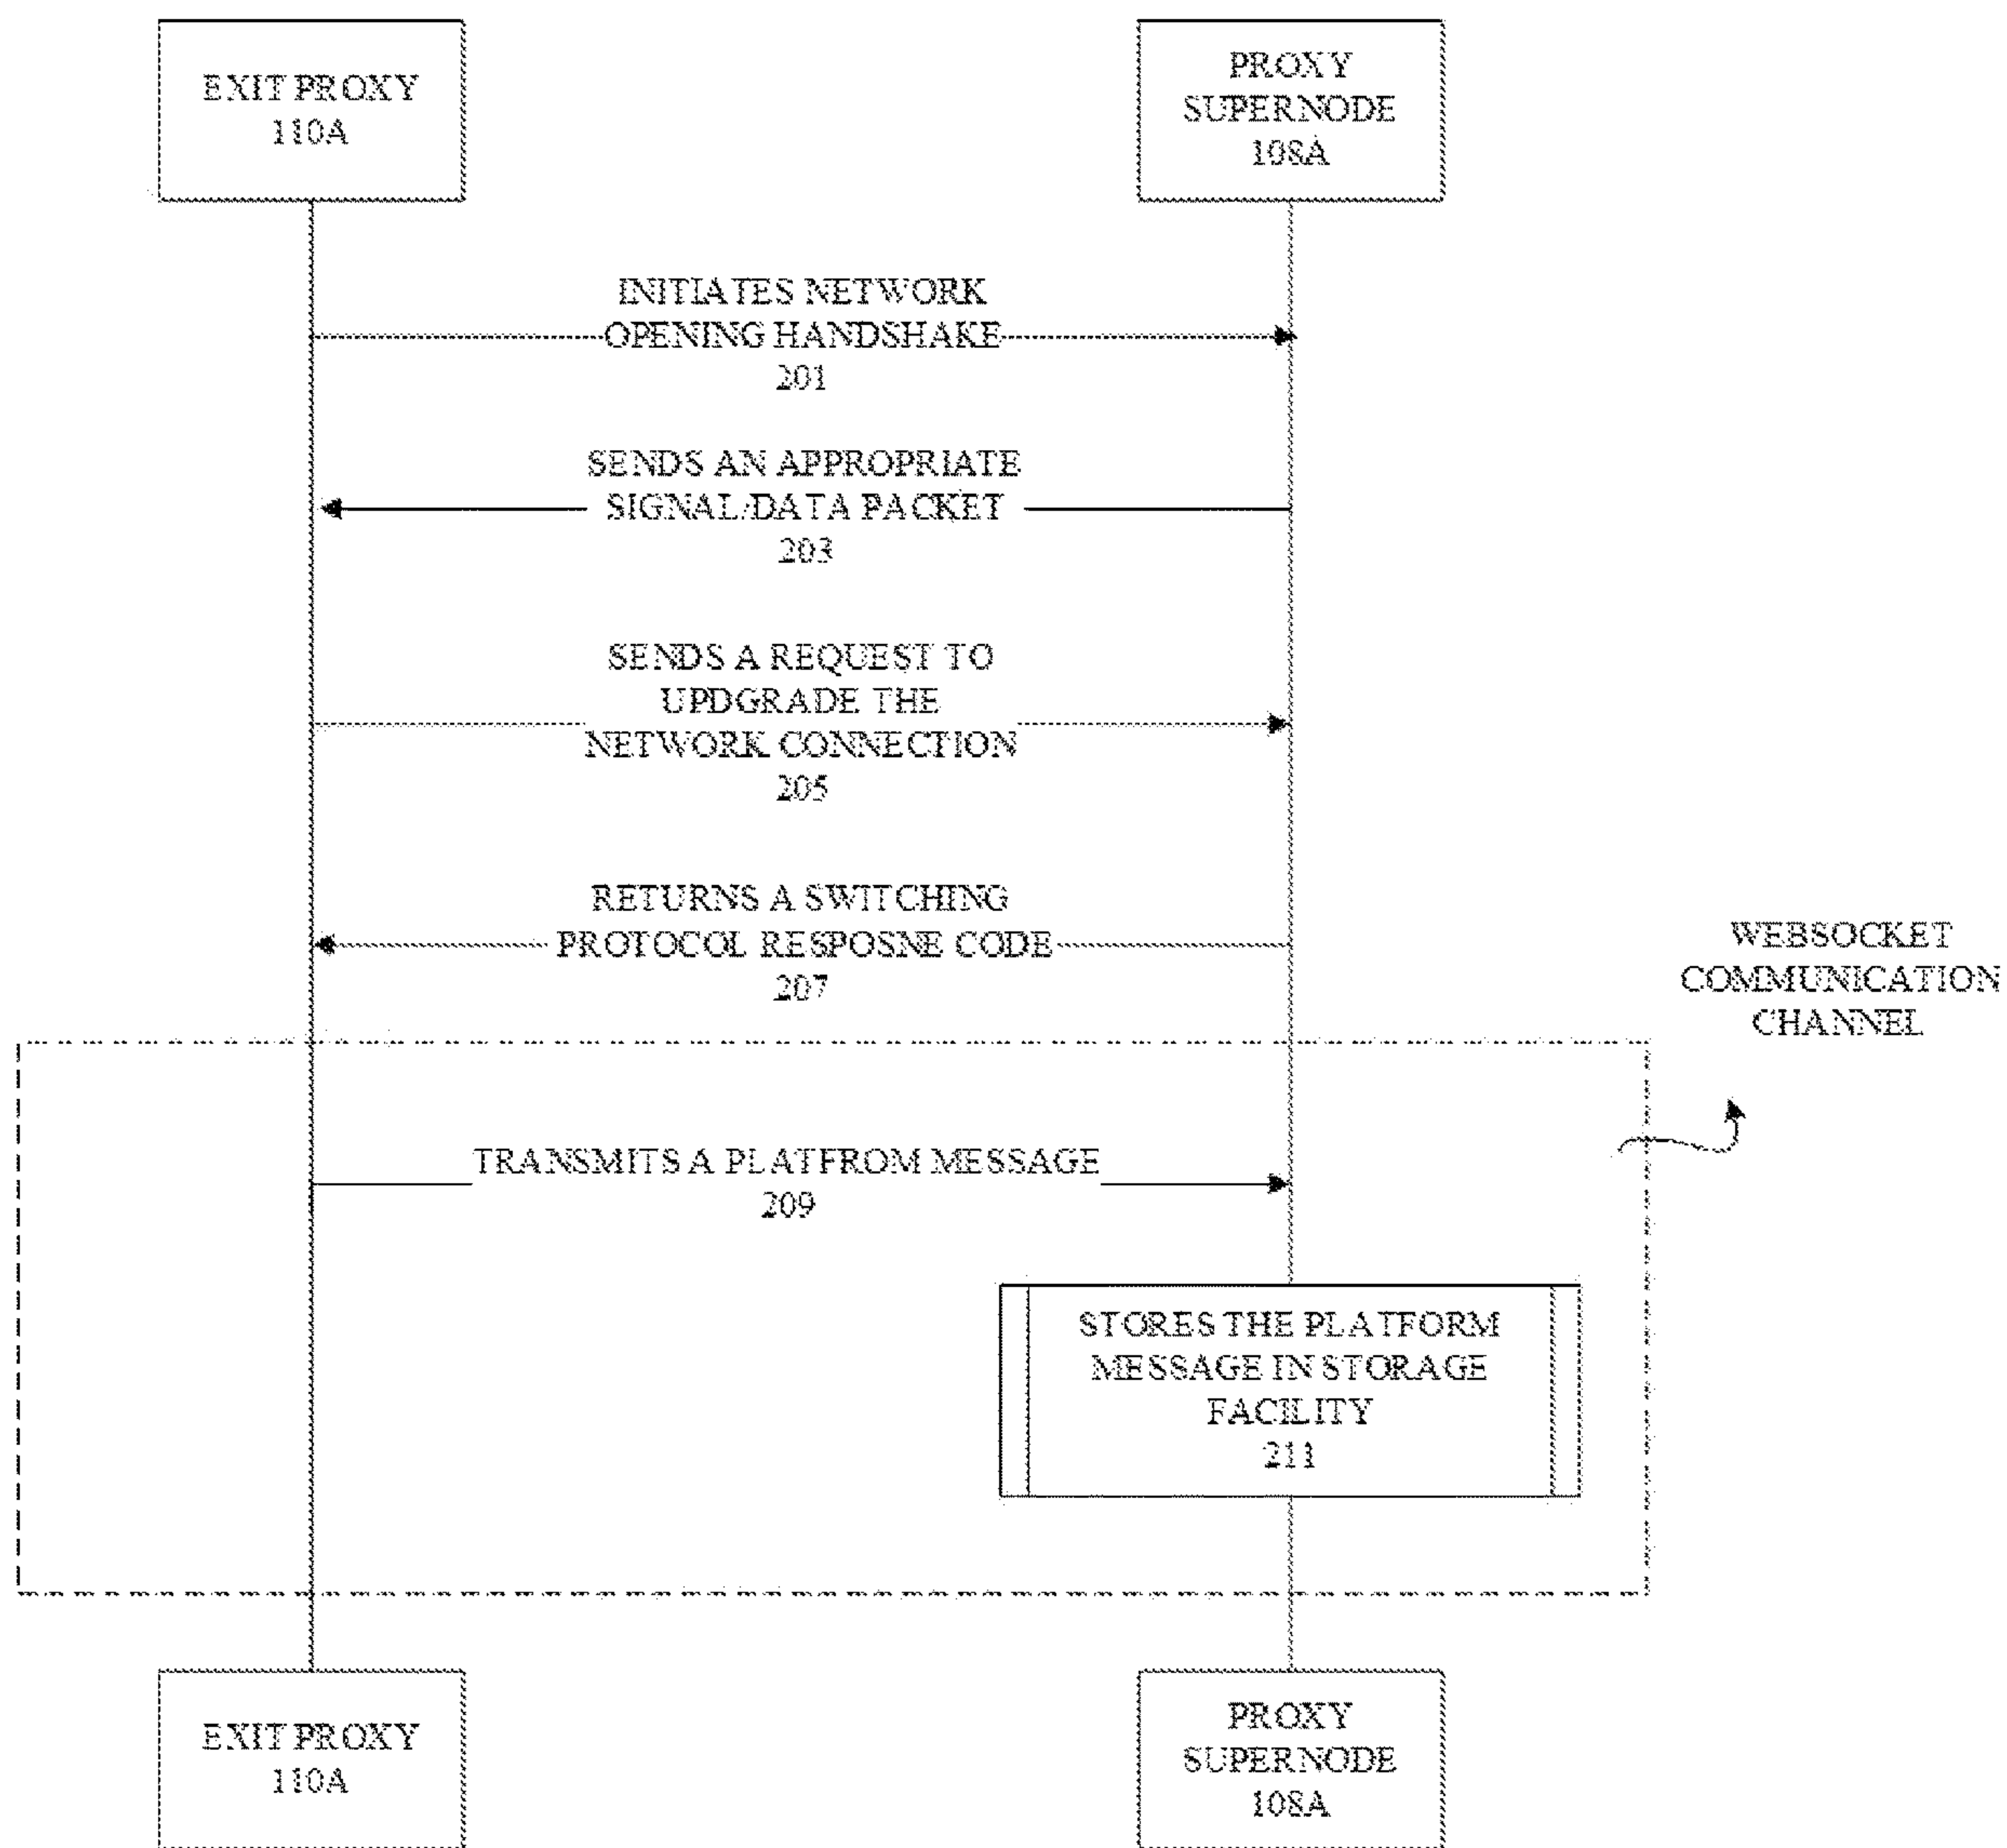 EXIT PROXY
110A
PROXY
SUPERNODE
108A
INITIATES NETWORK
OPENING HANDSHAKE
201
SENDS AN APPROPRIATE
SIGNAL/DATA PACKET
203
SENDS A REQUEST TO
UPDGRADE THE
NETWORK CONNECTION
205
RETURNS A SWITCHING
PROTOCOL RESPOSNE CODE
207
WEBSOCKET
COMMUNICATION
CHANNEL
TRANSMITS A PLATFROM MESSAGE
209
STORES THE PLATFORM
MESSAGE IN STORAGE
FACILITY
211
EXIT PROXY
110A
PROXY
SUPERNODE
108A